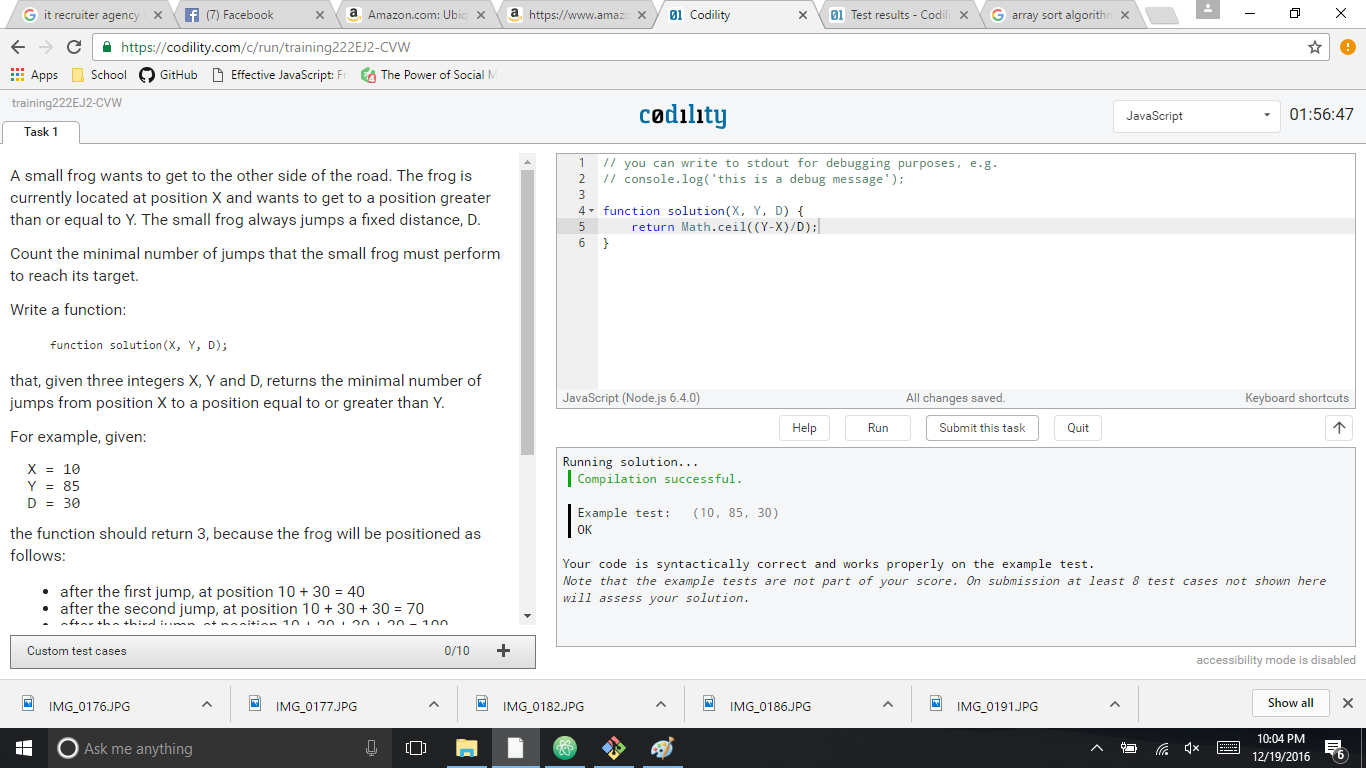 it recruiter agency
(7) Facebook
Amazon.com: Ubiq
https://www.amaz
Codility
Test results - Codil
array sort algorith
https://codility.com/c/run/training222EJ2-CVW
Apps
School
GitHub
Effective JavaScript: Fr
The Power of Social M
training222EJ2-CVW
codility
JavaScript
01:56:47
Task 1
A small frog wants to get to the other side of the road. The frog is
currently located at position X and wants to get to a position greater
than or equal to Y. The small frog always jumps a fixed distance, D.
Count the minimal number of jumps that the small frog must perform
to reach its target.
Write a function:
function solution(X, Y, D);
that, given three integers X, Y and D, returns the minimal number of
jumps from position X to a position equal to or greater than Y.
For example, given:
X = 10
Y = 85
D = 30
the function should return 3, because the frog will be positioned as
follows:
• after the first jump, at position 10 + 30 = 40
• after the second jump, at position 10 + 30 + 30 = 70
• after the third jump, at position 10 + 30 + 30 + 30 = 100
Custom test cases
0/10
1 // you can write to stdout for debugging purposes, e.g.
2 // console.log('this is a debug message');
3
4 function solution(X, Y, D) {
5 return Math.ceil((Y-X)/D);
6 }
JavaScript (Node.js 6.4.0)
All changes saved.
Keyboard shortcuts
Help
Run
Submit this task
Quit
Running solution...
Compilation successful.
Example test: (10, 85, 30)
OK
Your code is syntactically correct and works properly on the example test.
Note that the example tests are not part of your score. On submission at least 8 test cases not shown here
will assess your solution.
accessibility mode is disabled
IMG_0176.JPG
IMG_0177.JPG
IMG_0182.JPG
IMG_0186.JPG
IMG_0191.JPG
Show all
Ask me anything
10:04 PM
12/19/2016
6